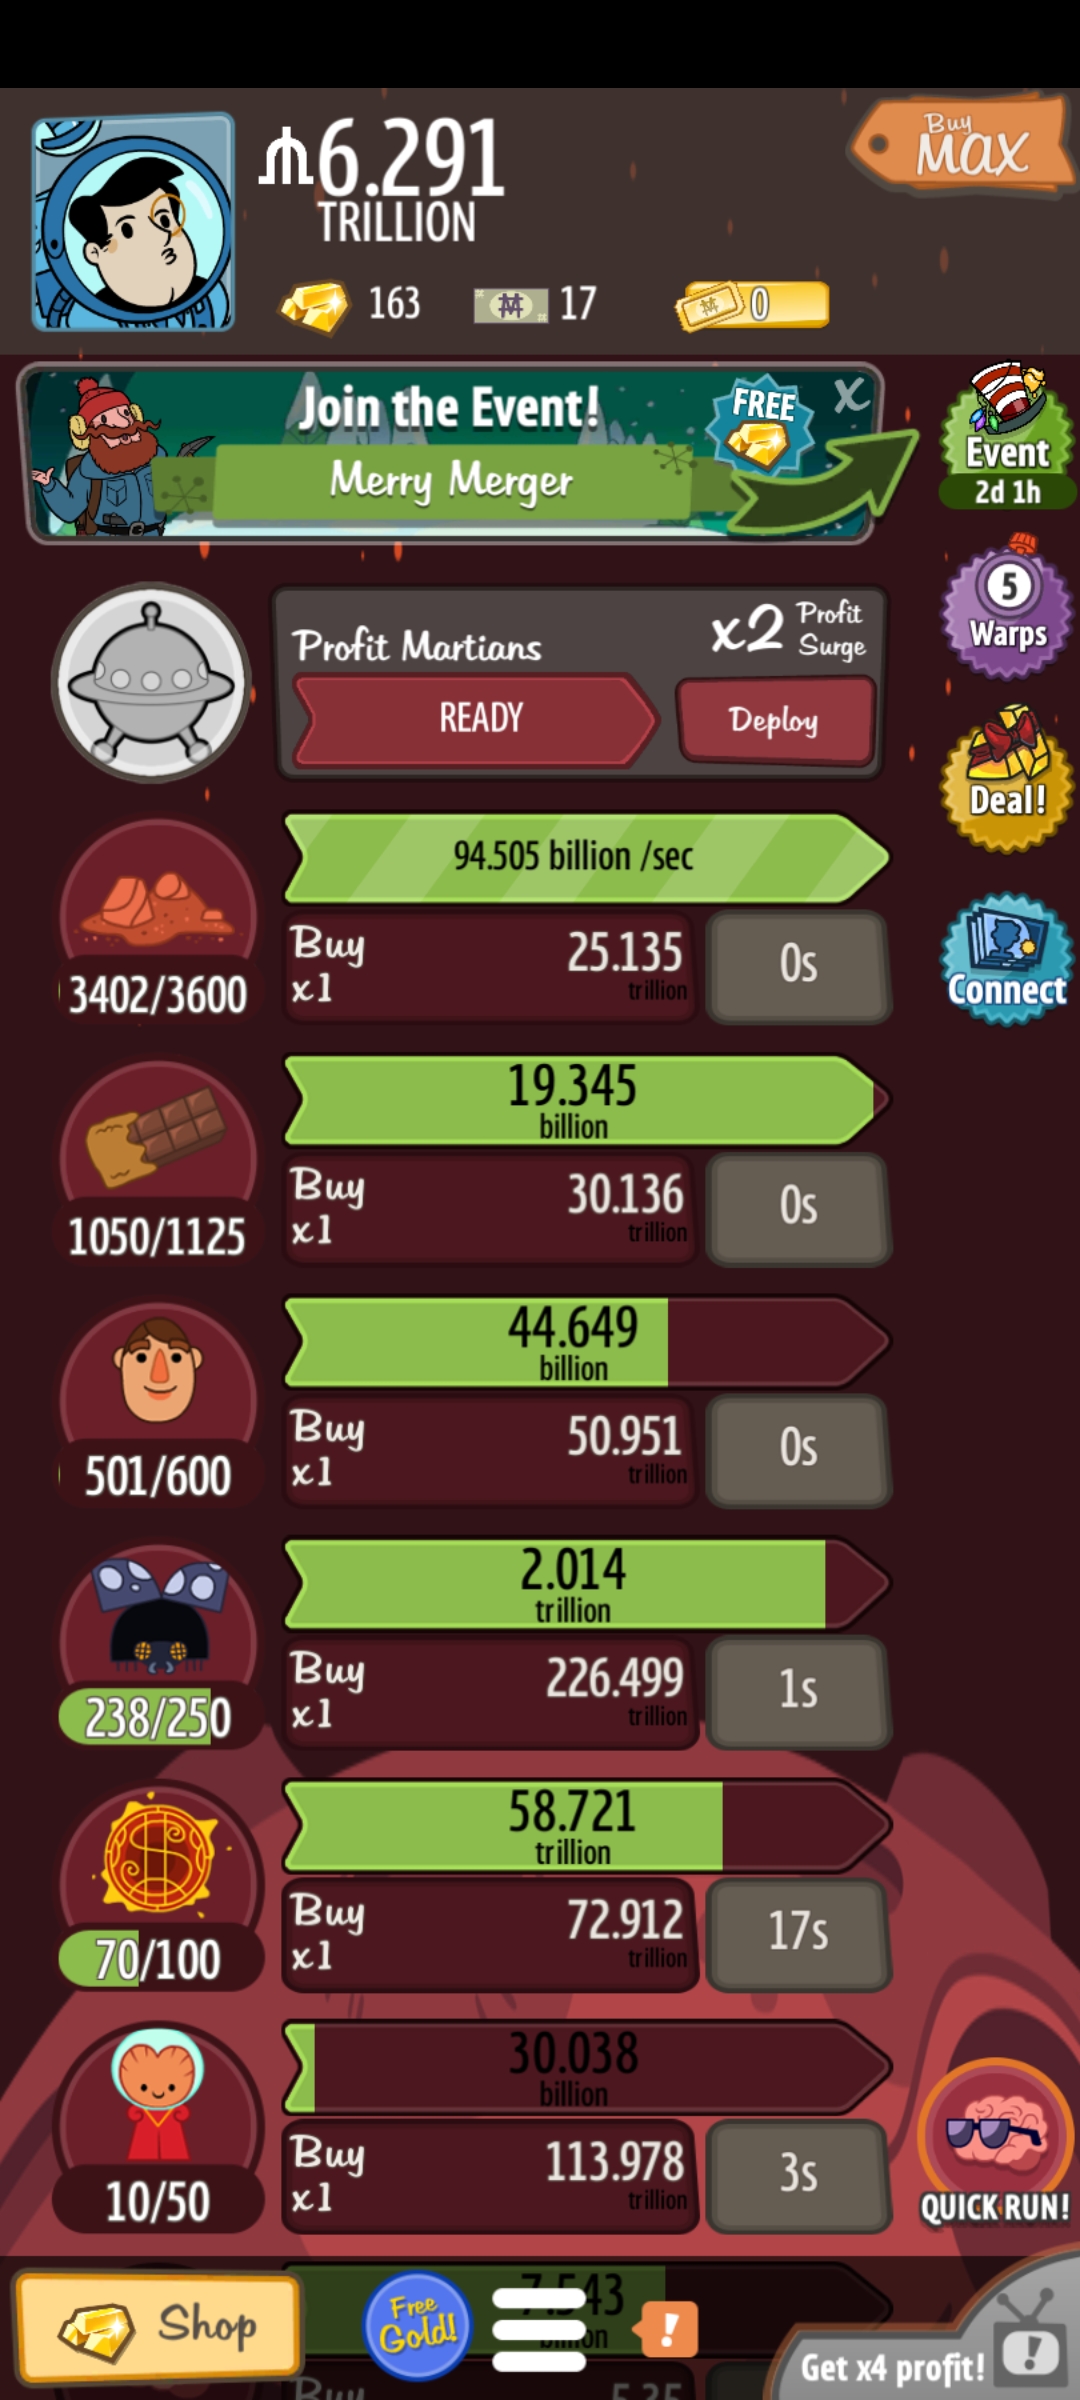 Buy
MAX
6.291
TRILLION
163
17
0
Join the Event!
FREE
X
Merry Merger
Event
2d 1h
5
Warps
Profit Martians
x2 Profit Surge
READY
Deploy
Deal!
94.505 billion /sec
Buy
x1
25.135
trillion
0s
3402/3600
Connect
19.345
billion
Buy
x1
30.136
trillion
0s
1050/1125
44.649
billion
Buy
x1
50.951
trillion
0s
501/600
2.014
trillion
Buy
x1
226.499
trillion
1s
238/250
58.721
trillion
Buy
x1
72.912
trillion
17s
70/100
30.038
billion
Buy
x1
113.978
trillion
3s
10/50
QUICK RUN!
Shop
Free
Gold!
!
Get x4 profit!
!
Buy
5.35